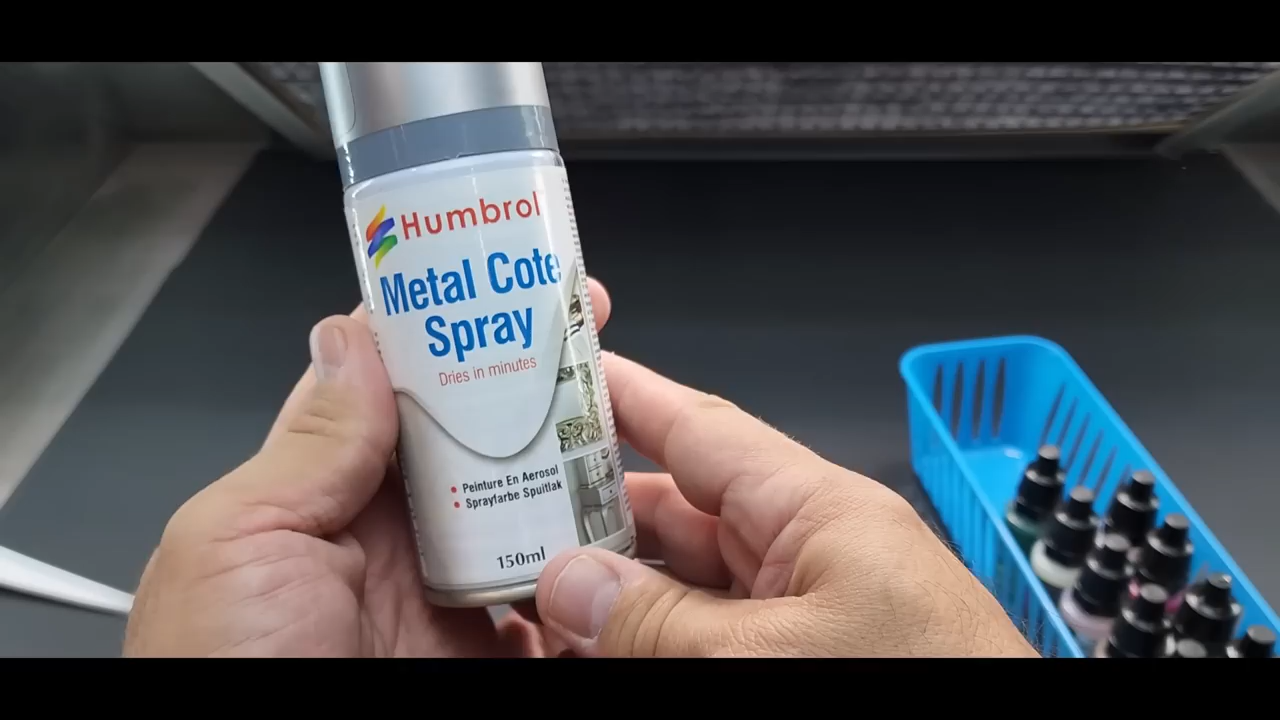 Humbrol
Metal Cote
Spray
Dries in minutes
• Peinture En Aerosol
• Sprayfarbe Spuitlak
150ml